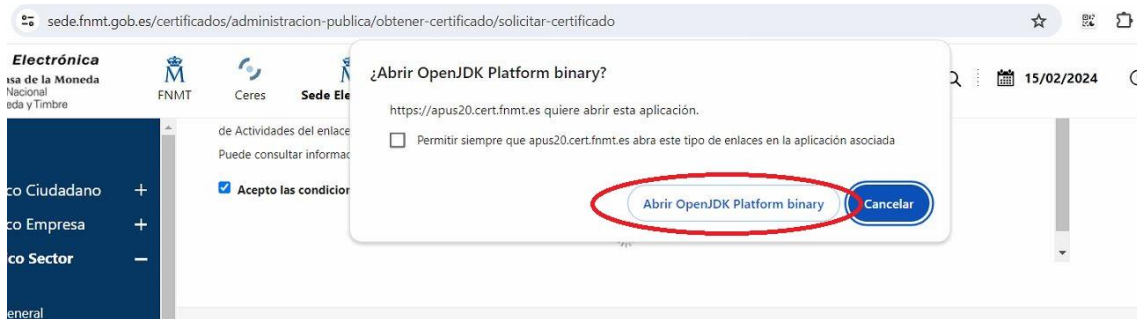 sede.fnmt.gob.es/certificados/administracion-publica/obtener-certificado/solicitar-certificado
Electrónica
sa de la Moneda
Nacional
eda y Timbre
FNMT
Ceres
Sede Ele
15/02/2024
¿Abrir OpenJDK Platform binary?
https://apus20.cert.fnmt.es quiere abrir esta aplicación.
Permitir siempre que apus20.cert.fnmt.es abra este tipo de enlaces en la aplicación asociada
Abrir OpenJDK Platform binary
Cancelar
de Actividades del enlace
Puede consultar informac
Acepto las condicion
co Ciudadano +
co Empresa +
co Sector −
eneral